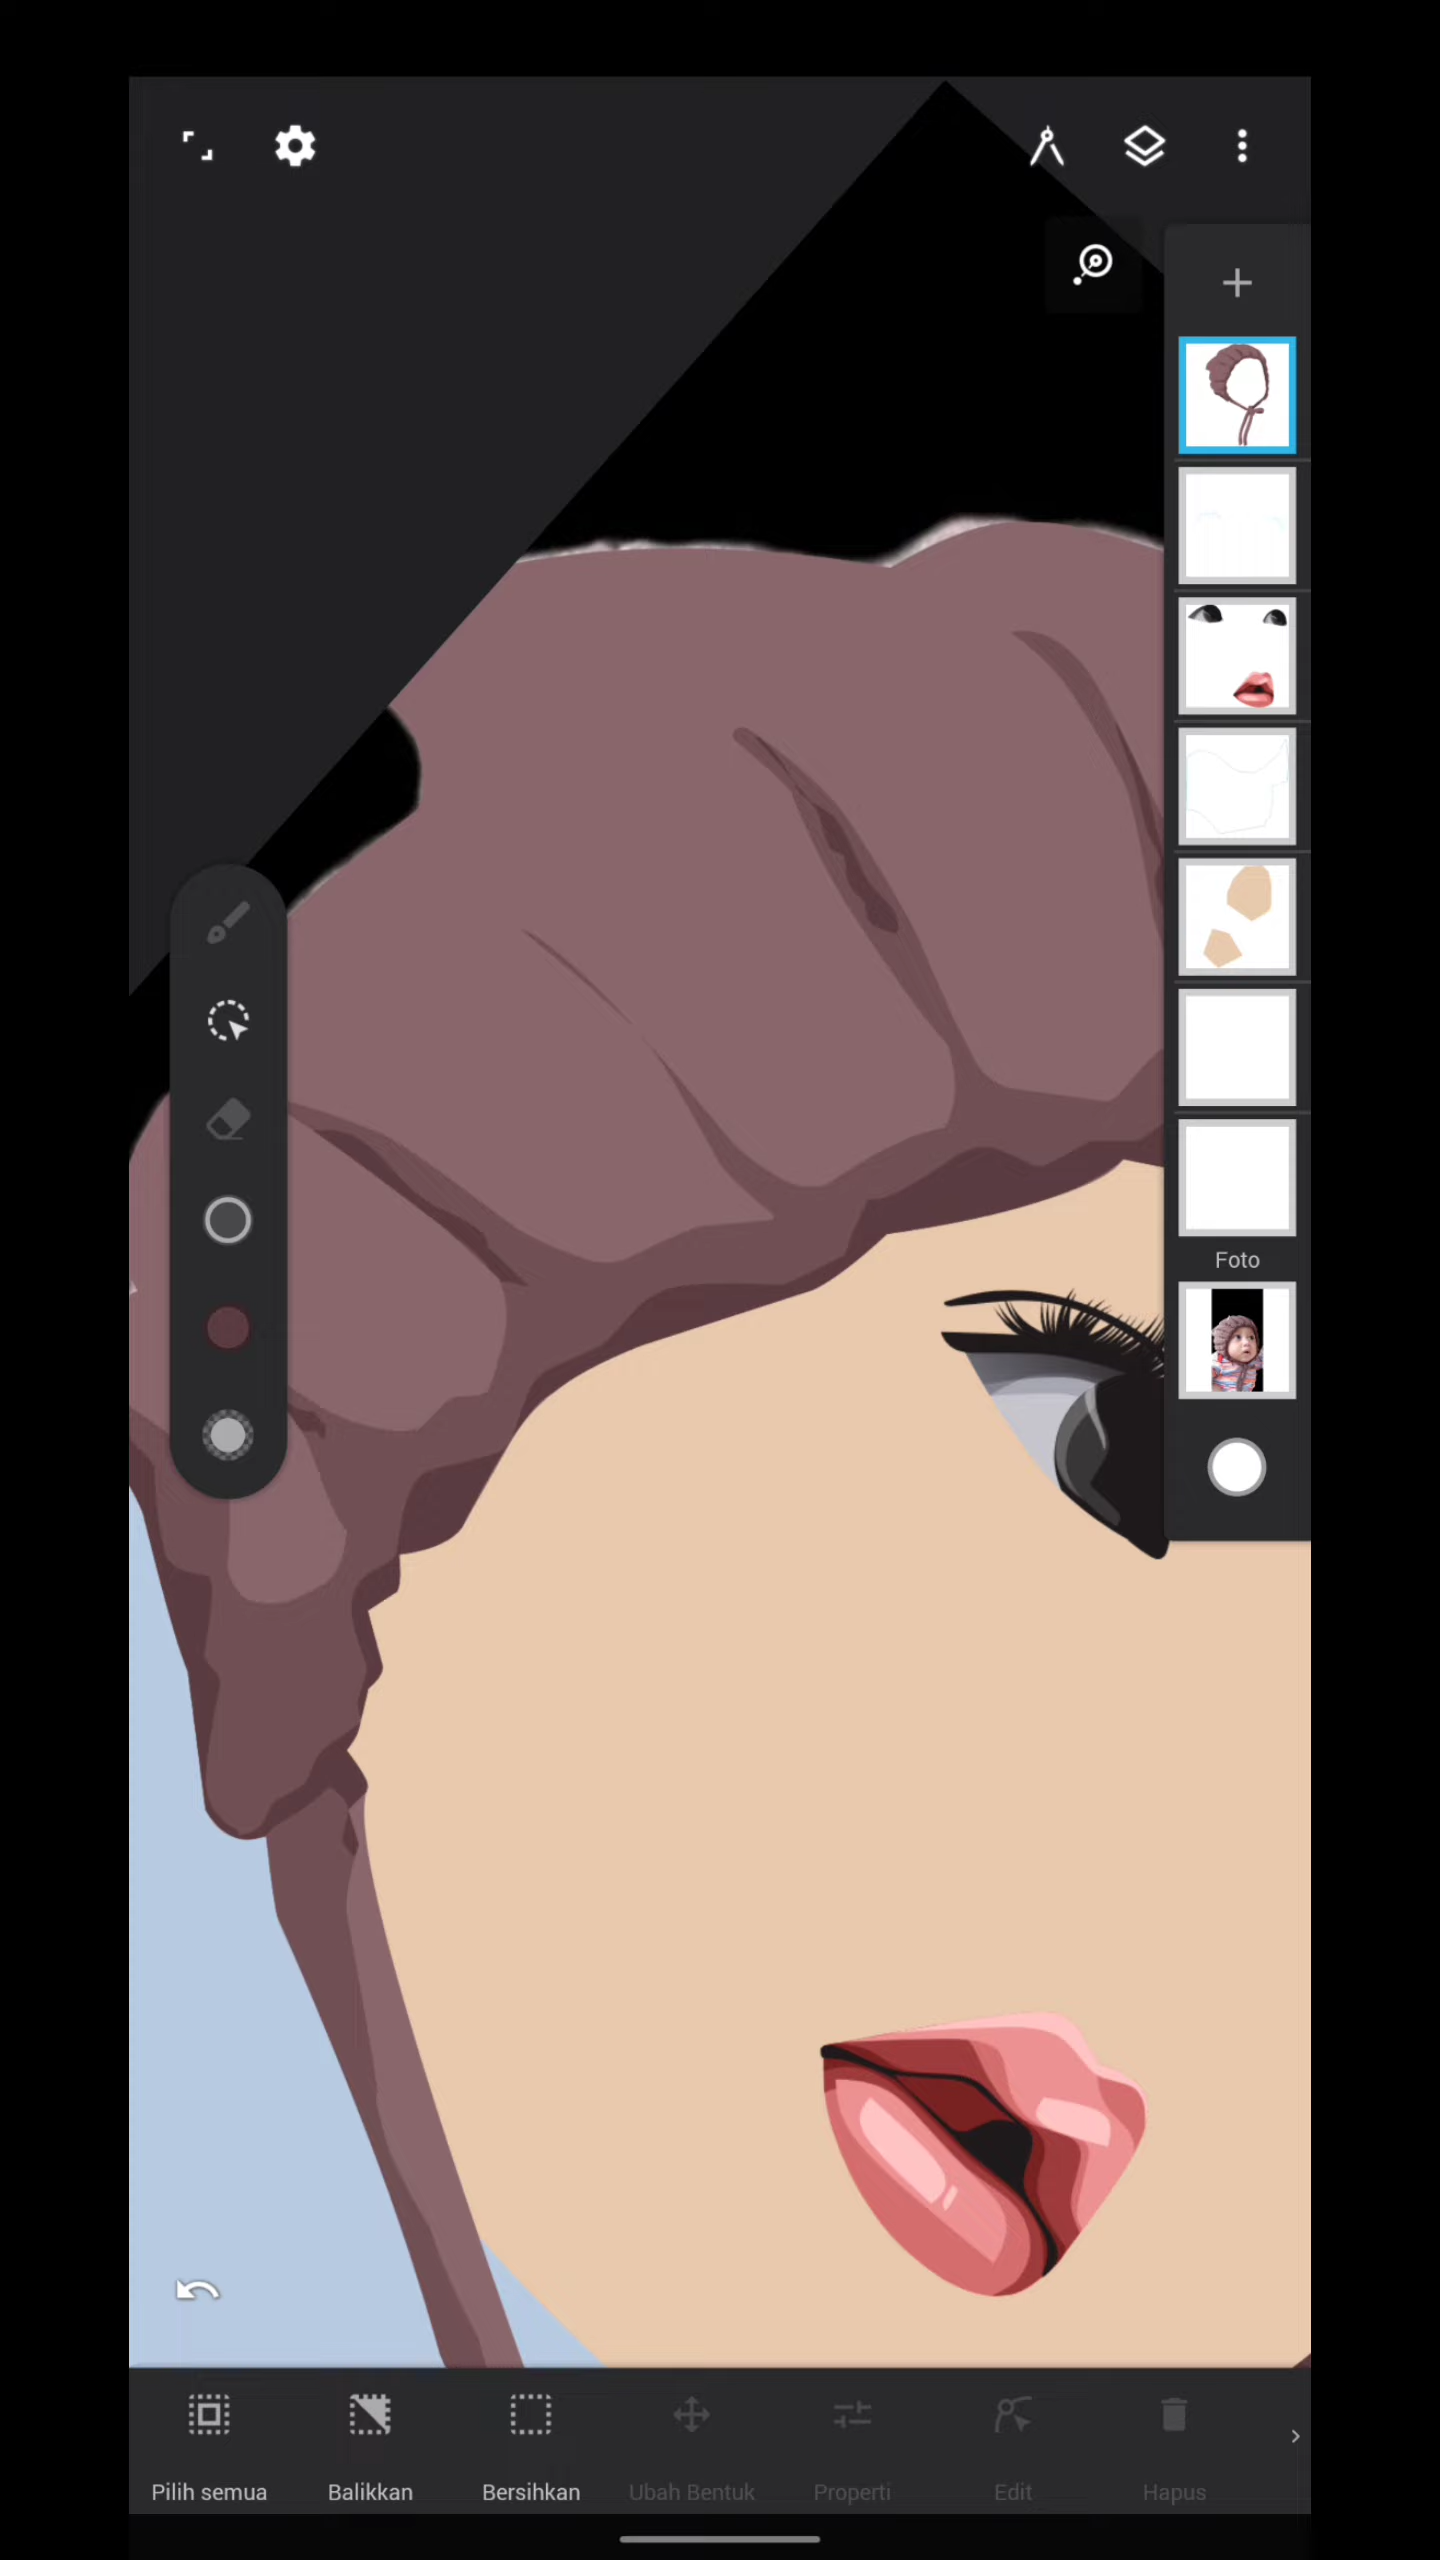 Foto
Pilih semua
Balikkan
Bersihkan
Ubah Bentuk
Properti
Edit
Hapus